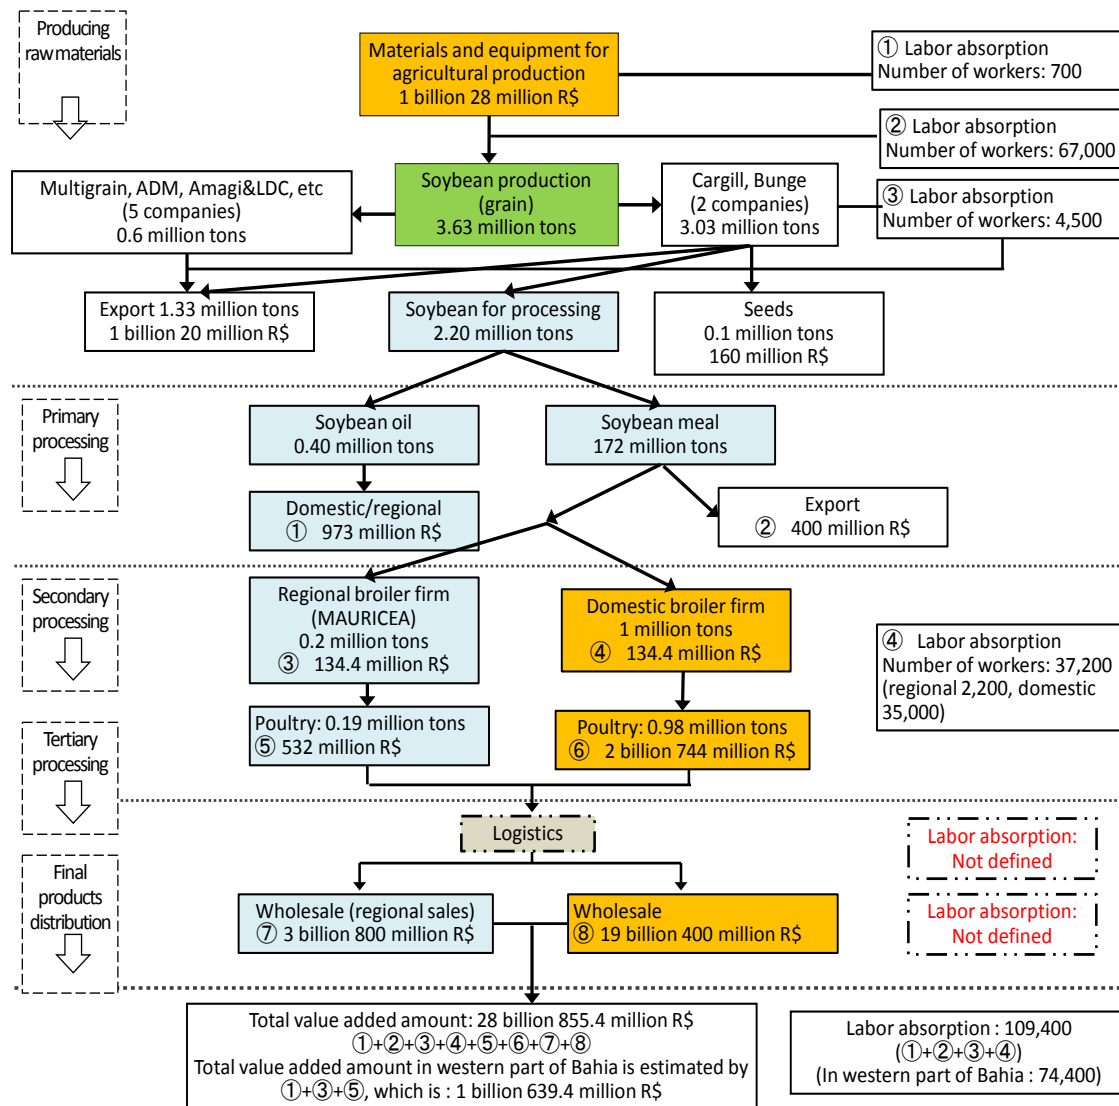 Producing
raw materials
Materials and equipment for
agricultural production
1 billion 28 million R$
① Labor absorption
Number of workers: 700
② Labor absorption
Number of workers: 67,000
Multigrain, ADM, Amagi&LDC, etc
(5 companies)
0.6 million tons
Soybean production
(grain)
3.63 million tons
Cargill, Bunge
(2 companies)
3.03 million tons
③ Labor absorption
Number of workers: 4,500
Export 1.33 million tons
1 billion 20 million R$
Soybean for processing
2.20 million tons
Seeds
0.1 million tons
160 million R$
Primary
processing
Soybean oil
0.40 million tons
Soybean meal
172 million tons
Domestic/regional
① 973 million R$
Export
② 400 million R$
Secondary
processing
Regional broiler firm
(MAURICEA)
0.2 million tons
③ 134.4 million R$
Domestic broiler firm
1 million tons
④ 134.4 million R$
④ Labor absorption
Number of workers: 37,200
(regional 2,200, domestic
35,000)
Tertiary
processing
Poultry: 0.19 million tons
⑤ 532 million R$
Poultry: 0.98 million tons
⑥ 2 billion 744 million R$
Logistics
Labor absorption:
Not defined
Final
products
distribution
Wholesale (regional sales)
⑦ 3 billion 800 million R$
Wholesale
⑧ 19 billion 400 million R$
Labor absorption:
Not defined
Total value added amount: 28 billion 855.4 million R$
①+②+③+④+⑤+⑥+⑦+⑧
Total value added amount in western part of Bahia is estimated by
①+③+⑤, which is : 1 billion 639.4 million R$
Labor absorption : 109,400
(①+②+③+④)
(In western part of Bahia : 74,400)